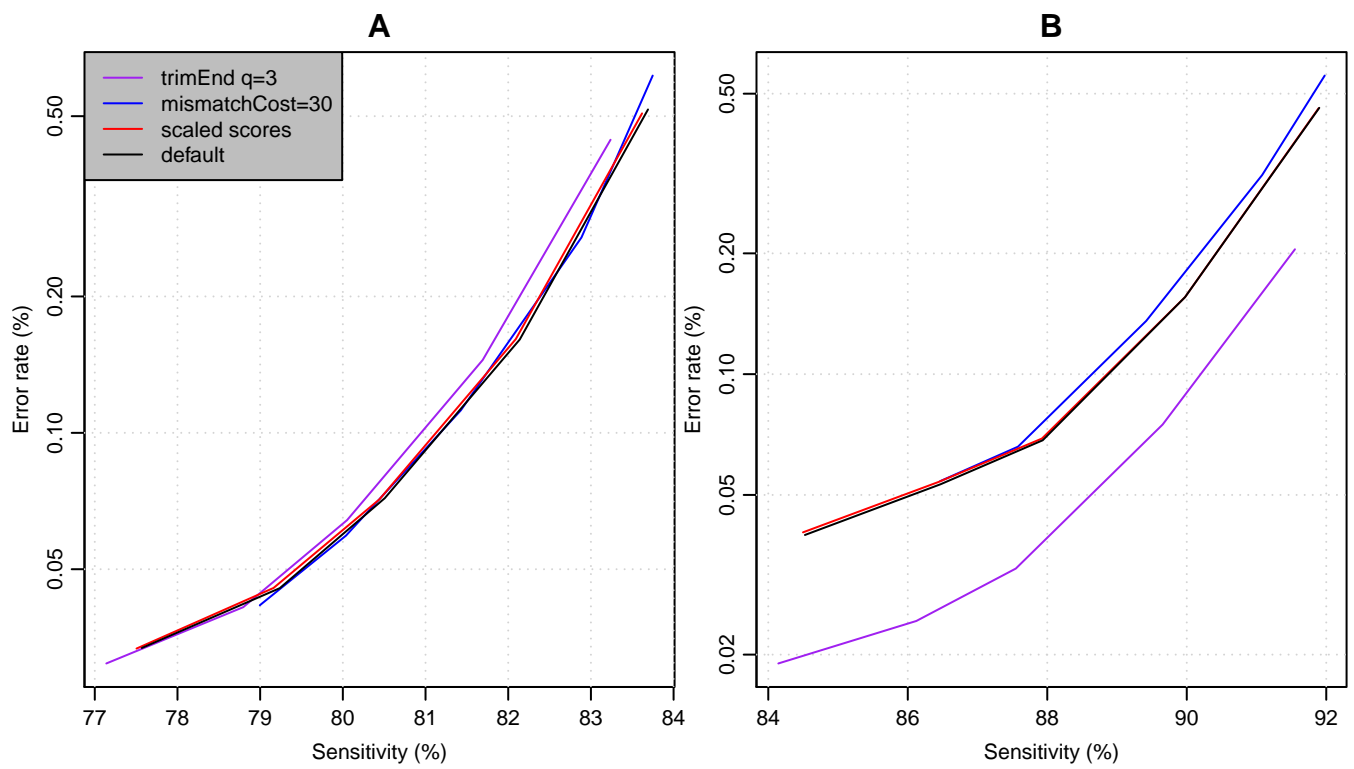 A
trimEnd q=3
mismatchCost=30
scaled scores
default
0.50
0.20
0.10
0.05
Error rate (%)
77 78 79 80 81 82 83 84
Sensitivity (%)
B
0.50
0.20
0.10
0.05
0.02
Error rate (%)
84 86 88 90 92
Sensitivity (%)